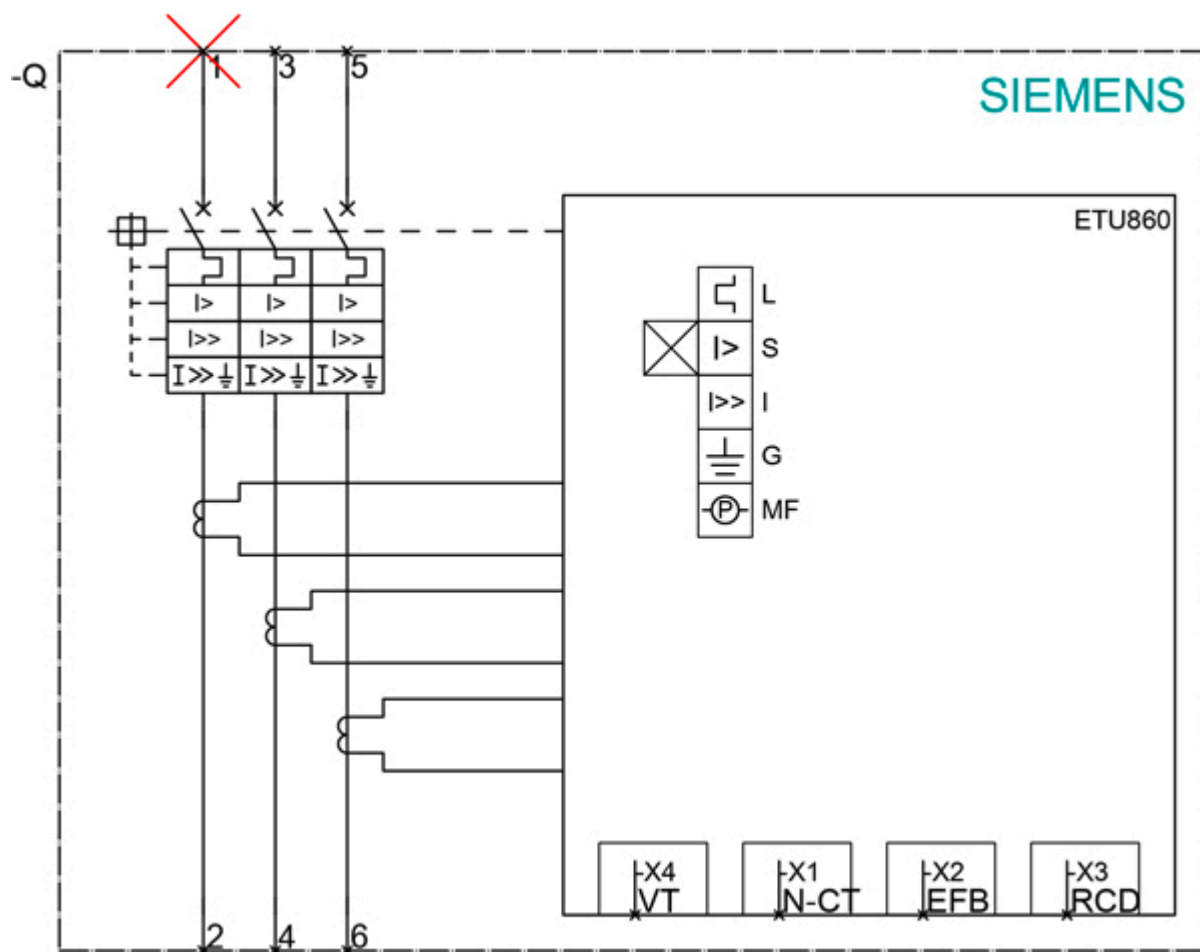 1 3 5
-Q
SIEMENS
ETU860
L
I> I> I>
I> S
I>> I>> I>>
I>>⏚ I>>⏚ I>>⏚
I>> I
G
P MF
-X4 -X1 -X2 -X3
VT N-CT EFB RCD
2 4 6